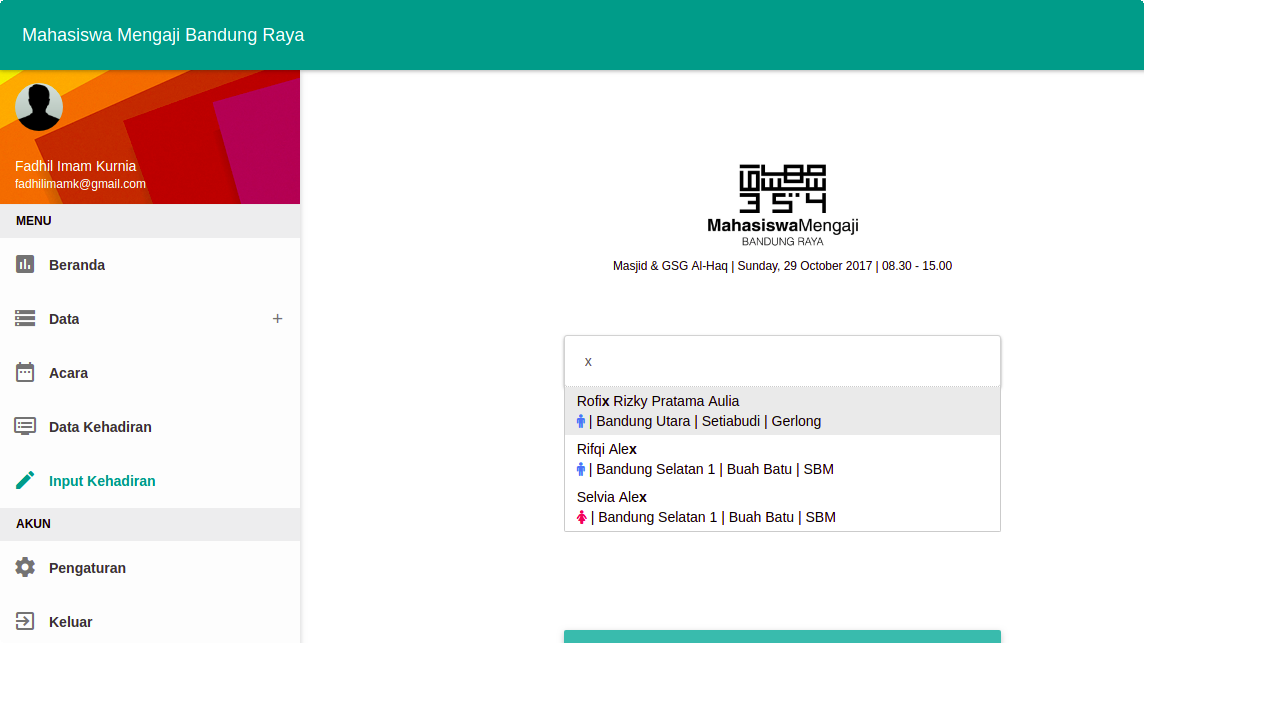 Mahasiswa Mengaji Bandung Raya
Fadhil Imam Kurnia
fadhilimamk@gmail.com
MENU
Beranda
Data +
Acara
Data Kehadiran
Input Kehadiran
AKUN
Pengaturan
Keluar
354
MahasiswaMengaji
BANDUNG RAYA
Masjid & GSG Al-Haq | Sunday, 29 October 2017 | 08.30 - 15.00
x
Rofix Rizky Pratama Aulia
| Bandung Utara | Setiabudi | Gerlong
Rifqi Alex
| Bandung Selatan 1 | Buah Batu | SBM
Selvia Alex
| Bandung Selatan 1 | Buah Batu | SBM